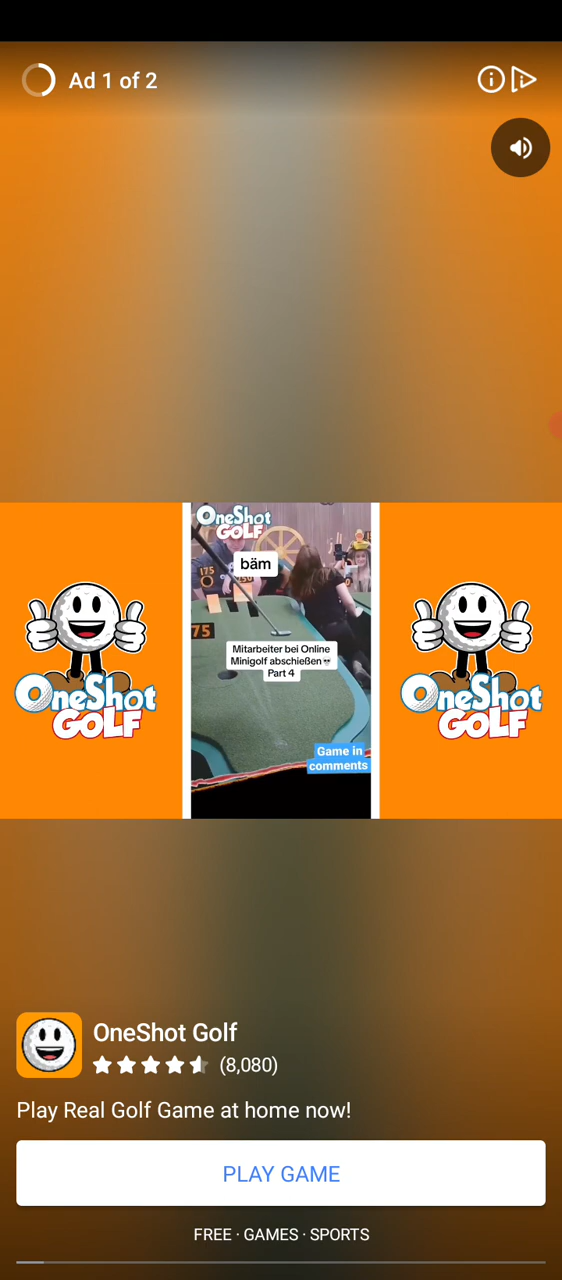 Ad 1 of 2
OneShot
GOLF
bäm
175
75
Mitarbeiter bei Online
Minigolf abschießen💀
Part 4
Game in
comments
OneShot
GOLF
OneShot
GOLF
OneShot Golf
(8,080)
Play Real Golf Game at home now!
PLAY GAME
FREE · GAMES · SPORTS